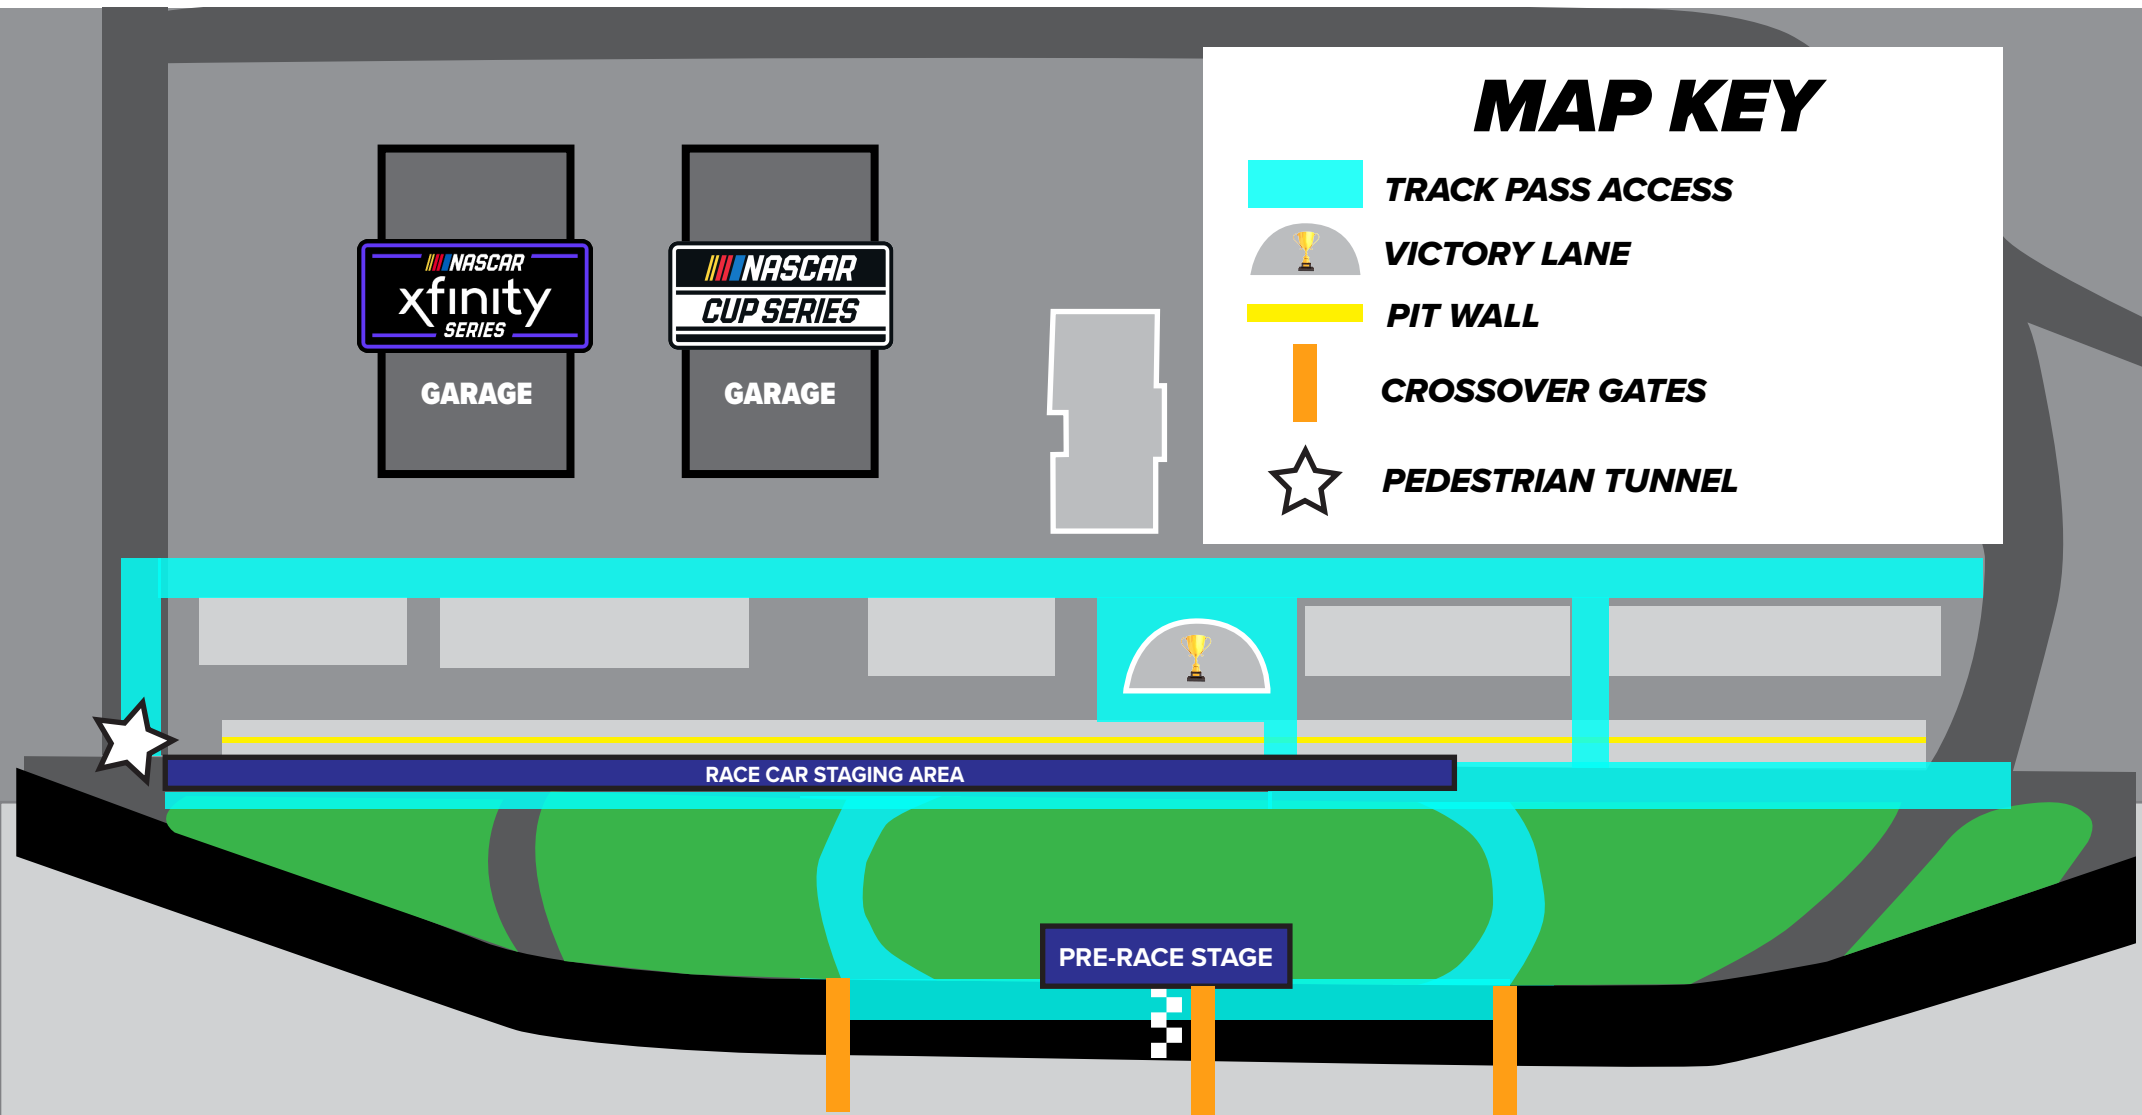 MAP KEY
TRACK PASS ACCESS
VICTORY LANE
PIT WALL
CROSSOVER GATES
PEDESTRIAN TUNNEL
NASCAR
xfinity
SERIES
GARAGE
NASCAR
CUP SERIES
GARAGE
RACE CAR STAGING AREA
PRE-RACE STAGE